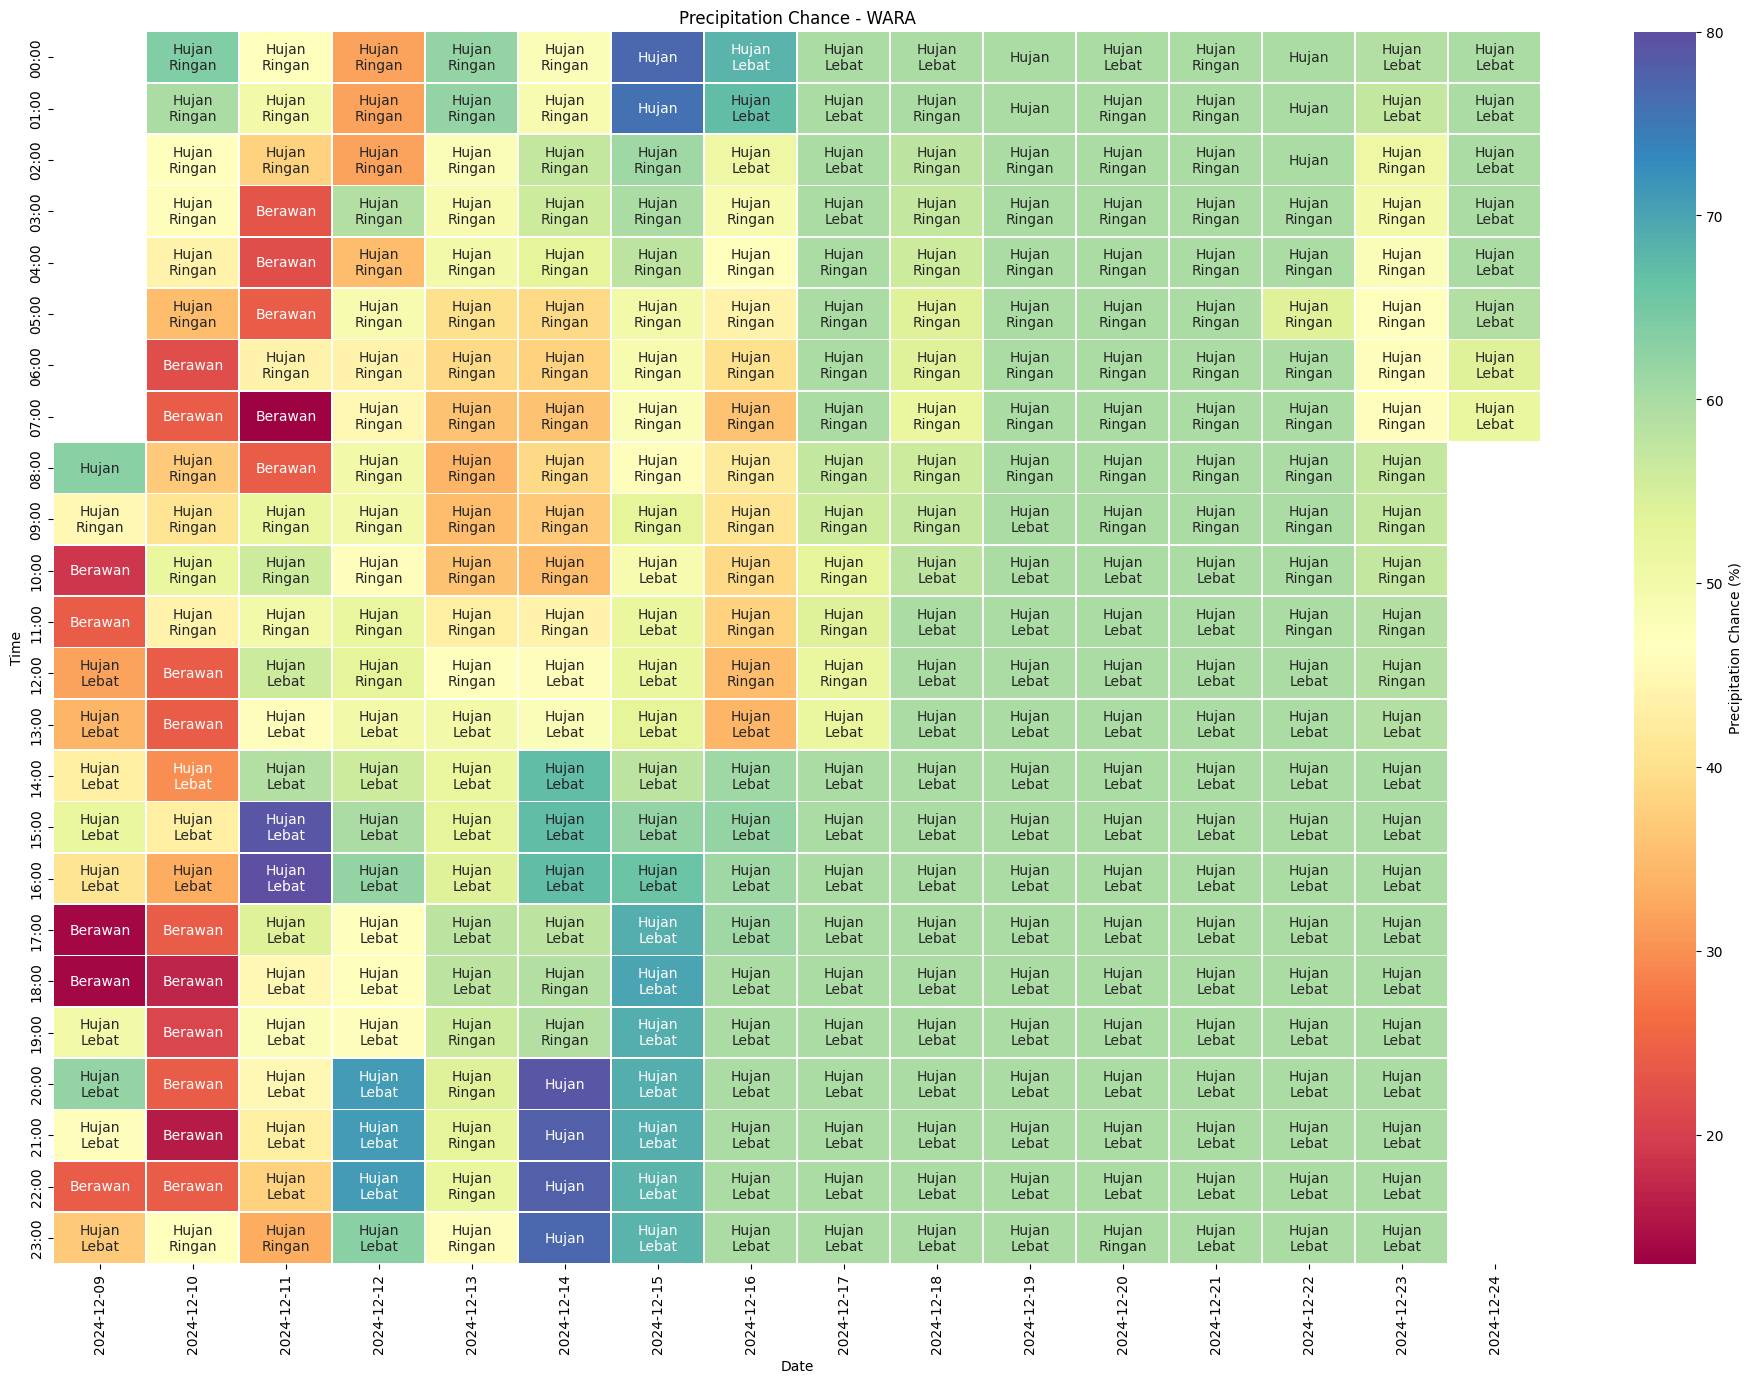 Precipitation Chance - WARA
00:00 Hujan Ringan Hujan Ringan Hujan Ringan Hujan Ringan Hujan Ringan Hujan Hujan Lebat Hujan Lebat Hujan Lebat Hujan Hujan Lebat Hujan Ringan Hujan Hujan Lebat Hujan Lebat
01:00 Hujan Ringan Hujan Ringan Hujan Ringan Hujan Ringan Hujan Ringan Hujan Hujan Lebat Hujan Lebat Hujan Ringan Hujan Hujan Ringan Hujan Ringan Hujan Hujan Lebat Hujan Lebat
02:00 Hujan Ringan Hujan Ringan Hujan Ringan Hujan Ringan Hujan Ringan Hujan Ringan Hujan Lebat Hujan Lebat Hujan Ringan Hujan Ringan Hujan Ringan Hujan Ringan Hujan Hujan Ringan Hujan Lebat
03:00 Hujan Ringan Berawan Hujan Ringan Hujan Ringan Hujan Ringan Hujan Ringan Hujan Ringan Hujan Lebat Hujan Ringan Hujan Ringan Hujan Ringan Hujan Ringan Hujan Ringan Hujan Ringan Hujan Lebat
04:00 Hujan Ringan Berawan Hujan Ringan Hujan Ringan Hujan Ringan Hujan Ringan Hujan Ringan Hujan Ringan Hujan Ringan Hujan Ringan Hujan Ringan Hujan Ringan Hujan Ringan Hujan Ringan Hujan Lebat
05:00 Hujan Ringan Berawan Hujan Ringan Hujan Ringan Hujan Ringan Hujan Ringan Hujan Ringan Hujan Ringan Hujan Ringan Hujan Ringan Hujan Ringan Hujan Ringan Hujan Ringan Hujan Ringan Hujan Lebat
06:00 Berawan Hujan Ringan Hujan Ringan Hujan Ringan Hujan Ringan Hujan Ringan Hujan Ringan Hujan Ringan Hujan Ringan Hujan Ringan Hujan Ringan Hujan Ringan Hujan Ringan Hujan Ringan Hujan Lebat
07:00 Berawan Berawan Hujan Ringan Hujan Ringan Hujan Ringan Hujan Ringan Hujan Ringan Hujan Ringan Hujan Ringan Hujan Ringan Hujan Ringan Hujan Ringan Hujan Ringan Hujan Ringan Hujan Lebat
08:00 Hujan Hujan Ringan Berawan Hujan Ringan Hujan Ringan Hujan Ringan Hujan Ringan Hujan Ringan Hujan Ringan Hujan Ringan Hujan Ringan Hujan Ringan Hujan Ringan Hujan Ringan Hujan Ringan
09:00 Hujan Ringan Hujan Ringan Hujan Ringan Hujan Ringan Hujan Ringan Hujan Ringan Hujan Ringan Hujan Ringan Hujan Ringan Hujan Ringan Hujan Lebat Hujan Ringan Hujan Ringan Hujan Ringan Hujan Ringan
10:00 Berawan Hujan Ringan Hujan Ringan Hujan Ringan Hujan Ringan Hujan Ringan Hujan Lebat Hujan Ringan Hujan Ringan Hujan Lebat Hujan Lebat Hujan Lebat Hujan Lebat Hujan Ringan Hujan Ringan
11:00 Berawan Hujan Ringan Hujan Ringan Hujan Ringan Hujan Ringan Hujan Ringan Hujan Lebat Hujan Ringan Hujan Ringan Hujan Lebat Hujan Lebat Hujan Lebat Hujan Lebat Hujan Ringan Hujan Ringan
12:00 Hujan Lebat Berawan Hujan Lebat Hujan Ringan Hujan Ringan Hujan Lebat Hujan Lebat Hujan Ringan Hujan Ringan Hujan Lebat Hujan Lebat Hujan Lebat Hujan Lebat Hujan Lebat Hujan Ringan
13:00 Hujan Lebat Berawan Hujan Lebat Hujan Lebat Hujan Lebat Hujan Lebat Hujan Lebat Hujan Lebat Hujan Lebat Hujan Lebat Hujan Lebat Hujan Lebat Hujan Lebat Hujan Lebat Hujan Lebat
14:00 Hujan Lebat Hujan Lebat Hujan Lebat Hujan Lebat Hujan Lebat Hujan Lebat Hujan Lebat Hujan Lebat Hujan Lebat Hujan Lebat Hujan Lebat Hujan Lebat Hujan Lebat Hujan Lebat Hujan Lebat
15:00 Hujan Lebat Hujan Lebat Hujan Lebat Hujan Lebat Hujan Lebat Hujan Lebat Hujan Lebat Hujan Lebat Hujan Lebat Hujan Lebat Hujan Lebat Hujan Lebat Hujan Lebat Hujan Lebat Hujan Lebat
16:00 Hujan Lebat Hujan Lebat Hujan Lebat Hujan Lebat Hujan Lebat Hujan Lebat Hujan Lebat Hujan Lebat Hujan Lebat Hujan Lebat Hujan Lebat Hujan Lebat Hujan Lebat Hujan Lebat Hujan Lebat
17:00 Berawan Berawan Hujan Lebat Hujan Lebat Hujan Lebat Hujan Lebat Hujan Lebat Hujan Lebat Hujan Lebat Hujan Lebat Hujan Lebat Hujan Lebat Hujan Lebat Hujan Lebat Hujan Lebat
18:00 Berawan Berawan Hujan Lebat Hujan Lebat Hujan Lebat Hujan Ringan Hujan Lebat Hujan Lebat Hujan Lebat Hujan Lebat Hujan Lebat Hujan Lebat Hujan Lebat Hujan Lebat Hujan Lebat
19:00 Hujan Lebat Berawan Hujan Lebat Hujan Lebat Hujan Ringan Hujan Ringan Hujan Lebat Hujan Lebat Hujan Lebat Hujan Lebat Hujan Lebat Hujan Lebat Hujan Lebat Hujan Lebat Hujan Lebat
20:00 Hujan Lebat Berawan Hujan Lebat Hujan Lebat Hujan Ringan Hujan Hujan Lebat Hujan Lebat Hujan Lebat Hujan Lebat Hujan Lebat Hujan Lebat Hujan Lebat Hujan Lebat Hujan Lebat
21:00 Hujan Lebat Berawan Hujan Lebat Hujan Lebat Hujan Ringan Hujan Hujan Lebat Hujan Lebat Hujan Lebat Hujan Lebat Hujan Lebat Hujan Lebat Hujan Lebat Hujan Lebat Hujan Lebat
22:00 Berawan Berawan Hujan Lebat Hujan Lebat Hujan Ringan Hujan Hujan Lebat Hujan Lebat Hujan Lebat Hujan Lebat Hujan Lebat Hujan Lebat Hujan Lebat Hujan Lebat Hujan Lebat
23:00 Hujan Lebat Hujan Ringan Hujan Ringan Hujan Lebat Hujan Ringan Hujan Hujan Lebat Hujan Lebat Hujan Lebat Hujan Lebat Hujan Lebat Hujan Ringan Hujan Lebat Hujan Lebat Hujan Lebat
Time
2024-12-09 2024-12-10 2024-12-11 2024-12-12 2024-12-13 2024-12-14 2024-12-15 2024-12-16 2024-12-17 2024-12-18 2024-12-19 2024-12-20 2024-12-21 2024-12-22 2024-12-23 2024-12-24
Date
80
70
60
50
40
30
20
Precipitation Chance (%)